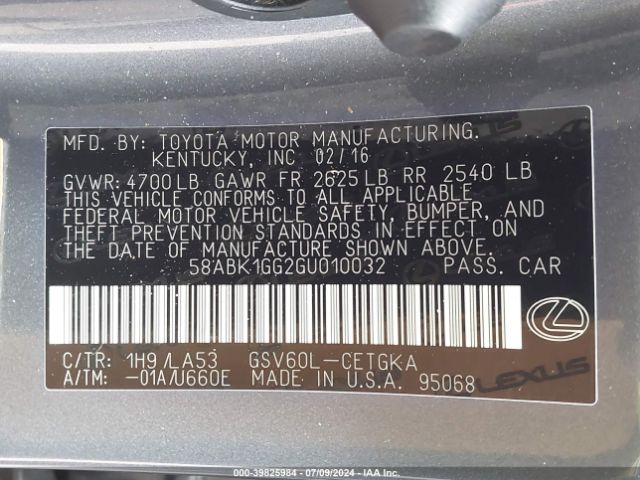 MFD. BY: TOYOTA MOTOR MANUFACTURING.
KENTUCKY, INC 02/16
GVWR: 4700 LB GAWR FR 2625 LB RR 2540 LB
THIS VEHICLE CONFORMS TO ALL APPLICABLE
FEDERAL MOTOR VEHICLE SAFETY, BUMPER, AND
THEFT PREVENTION STANDARDS IN EFFECT ON
THE DATE OF MANUFACTURE SHOWN ABOVE.
58ABK1GG2GU010032 PASS. CAR
C/TR: 1H9/LA53 GSV60L-CETGKA
A/TM: -01A/U660E MADE IN U.S.A. 95068
LEXUS
000-39825984 - 07/09/2024 - IAA Inc.